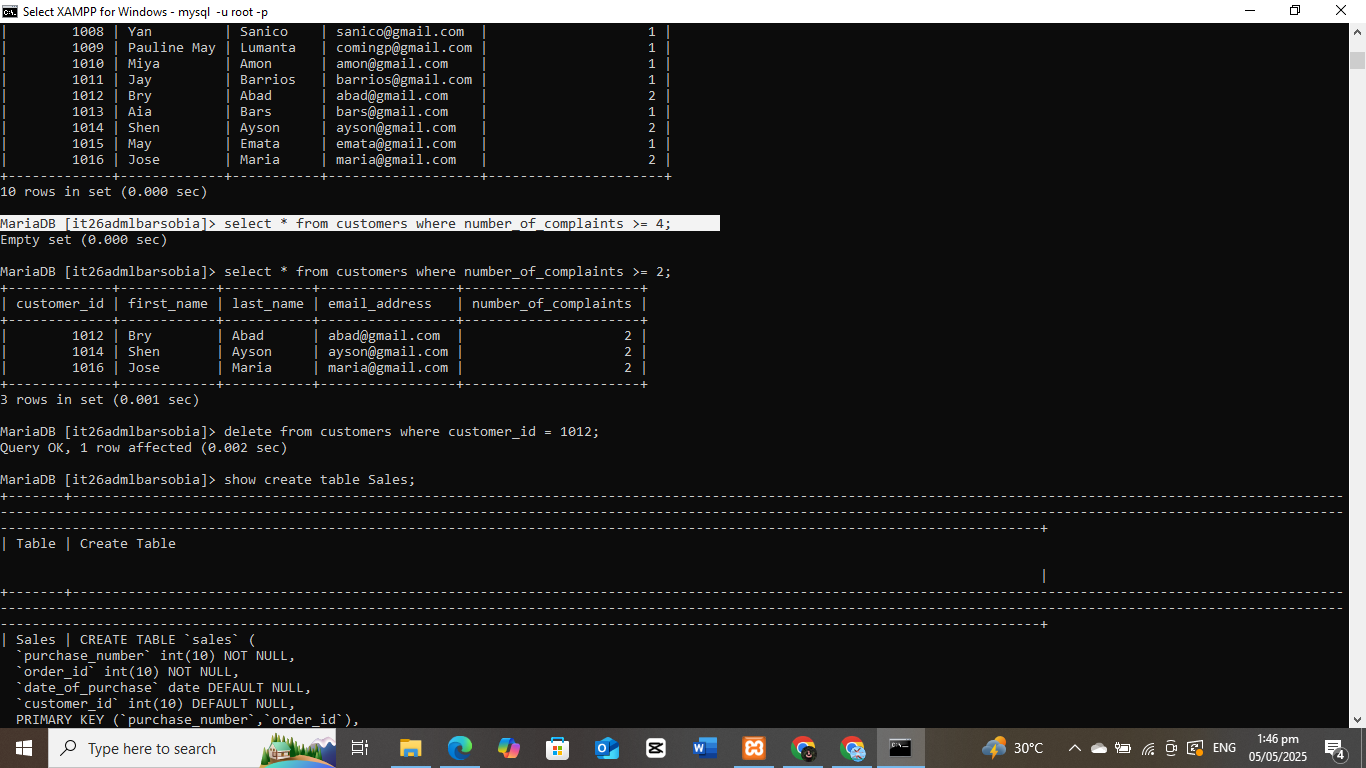 Select XAMPP for Windows - mysql  -u root -p
|        1008 | Yan         | Sanico    | sanico@gmail.com  |                    1 |
|        1009 | Pauline May | Lumanta   | comingp@gmail.com |                    1 |
|        1010 | Miya        | Amon      | amon@gmail.com    |                    1 |
|        1011 | Jay         | Barrios   | barrios@gmail.com |                    1 |
|        1012 | Bry         | Abad      | abad@gmail.com    |                    2 |
|        1013 | Aia         | Bars      | bars@gmail.com    |                    1 |
|        1014 | Shen        | Ayson     | ayson@gmail.com   |                    2 |
|        1015 | May         | Emata     | emata@gmail.com   |                    1 |
|        1016 | Jose        | Maria     | maria@gmail.com   |                    2 |
10 rows in set (0.000 sec)
MariaDB [it26admlbarsobia]> select * from customers where number_of_complaints >= 4;
Empty set (0.000 sec)
MariaDB [it26admlbarsobia]> select * from customers where number_of_complaints >= 2;
| customer_id | first_name | last_name | email_address   | number_of_complaints |
|        1012 | Bry        | Abad      | abad@gmail.com  |                    2 |
|        1014 | Shen       | Ayson     | ayson@gmail.com |                    2 |
|        1016 | Jose       | Maria     | maria@gmail.com |                    2 |
3 rows in set (0.001 sec)
MariaDB [it26admlbarsobia]> delete from customers where customer_id = 1012;
Query OK, 1 row affected (0.002 sec)
MariaDB [it26admlbarsobia]> show create table Sales;
| Table | Create Table
|
| Sales | CREATE TABLE `sales` (
  `purchase_number` int(10) NOT NULL,
  `order_id` int(10) NOT NULL,
  `date_of_purchase` date DEFAULT NULL,
  `customer_id` int(10) DEFAULT NULL,
  PRIMARY KEY (`purchase_number`,`order_id`),
Type here to search
30°C
ENG
1:46 pm
05/05/2025
4